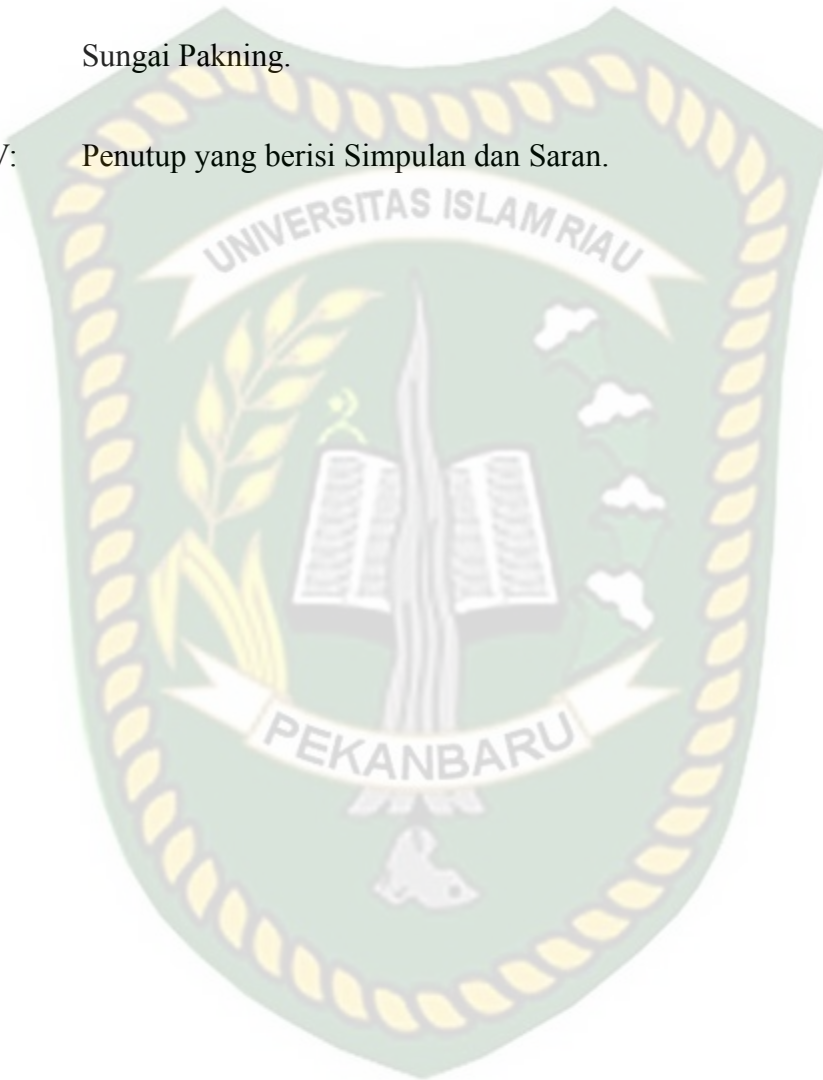 Sungai Pakning.
V: Penutup yang berisi Simpulan dan Saran.
UNIVERSITAS ISLAM RIAU
PEKANBARU